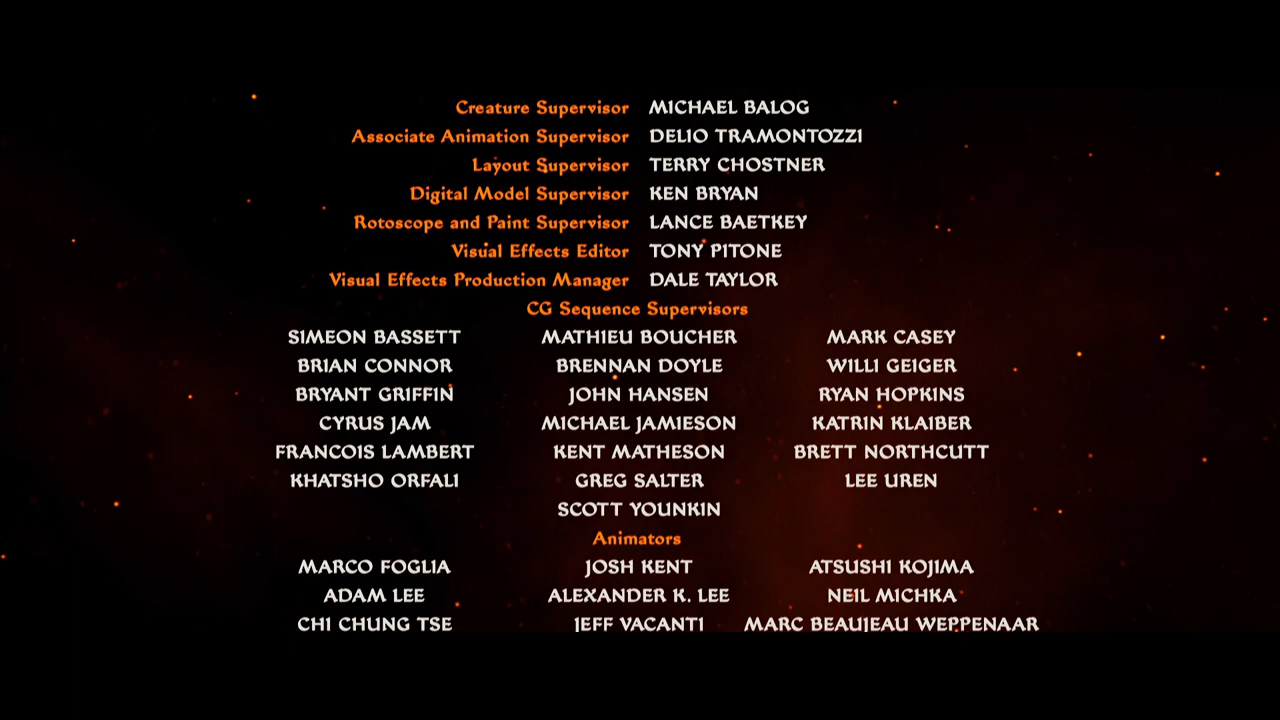 Creature Supervisor MICHAEL BALOG
Associate Animation Supervisor DELIO TRAMONTOZZI
Layout Supervisor TERRY CHOSTNER
Digital Model Supervisor KEN BRYAN
Rotoscope and Paint Supervisor LANCE BAETKEY
Visual Effects Editor TONY PITONE
Visual Effects Production Manager DALE TAYLOR
CG Sequence Supervisors
SIMEON BASSETT MATHIEU BOUCHER MARK CASEY
BRIAN CONNOR BRENNAN DOYLE WILLI GEIGER
BRYANT GRIFFIN JOHN HANSEN RYAN HOPKINS
CYRUS JAM MICHAEL JAMIESON KATRIN KLAIBER
FRANCOIS LAMBERT KENT MATHESON BRETT NORTHCUTT
KHATSHO ORFALI GREG SALTER LEE UREN
SCOTT YOUNKIN
Animators
MARCO FOGLIA JOSH KENT ATSUSHI KOJIMA
ADAM LEE ALEXANDER K. LEE NEIL MICHKA
CHI CHUNG TSE JEFF VACANTI MARC BEAUJEAU WEPPENAAR